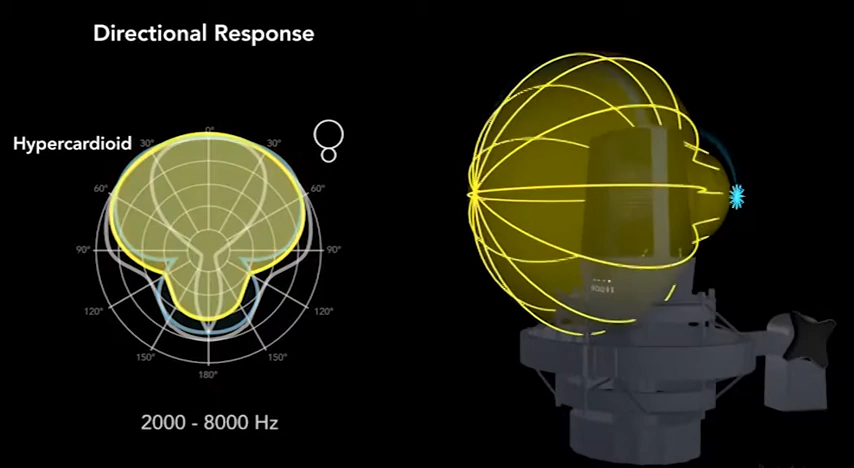 Directional Response
Hypercardioid
0°
30° 30°
60° 60°
90° 90°
120° 120°
150° 150°
180°
2000 - 8000 Hz